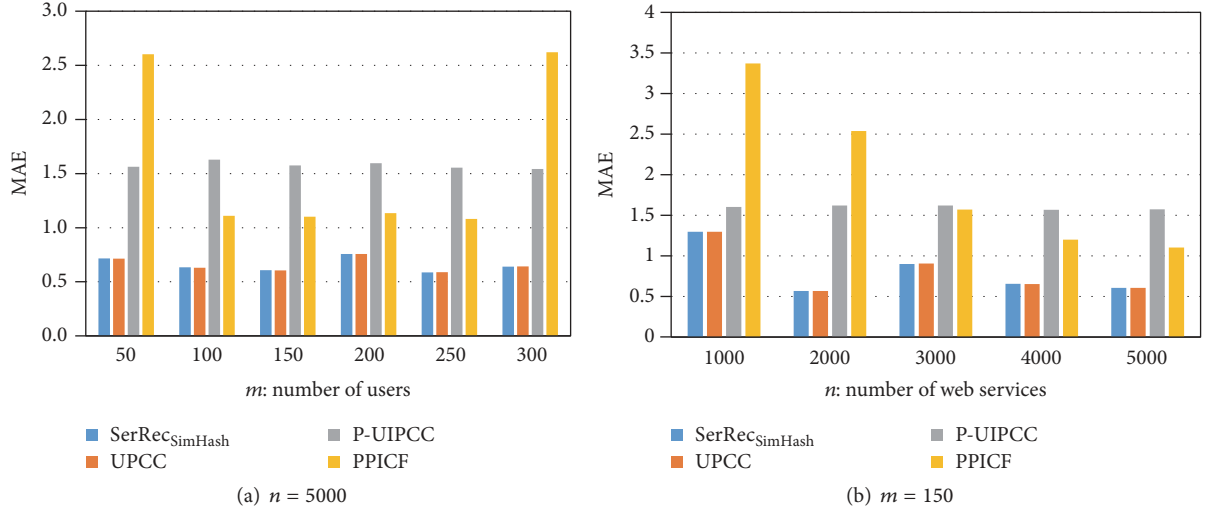 3.0
2.5
2.0
1.5
1.0
0.5
0.0
MAE
50 100 150 200 250 300
m: number of users
SerRecSimHash P-UIPCC
UPCC PPICF
(a) n = 5000
4
3.5
3
2.5
2
1.5
1
0.5
0
MAE
1000 2000 3000 4000 5000
n: number of web services
SerRecSimHash P-UIPCC
UPCC PPICF
(b) m = 150